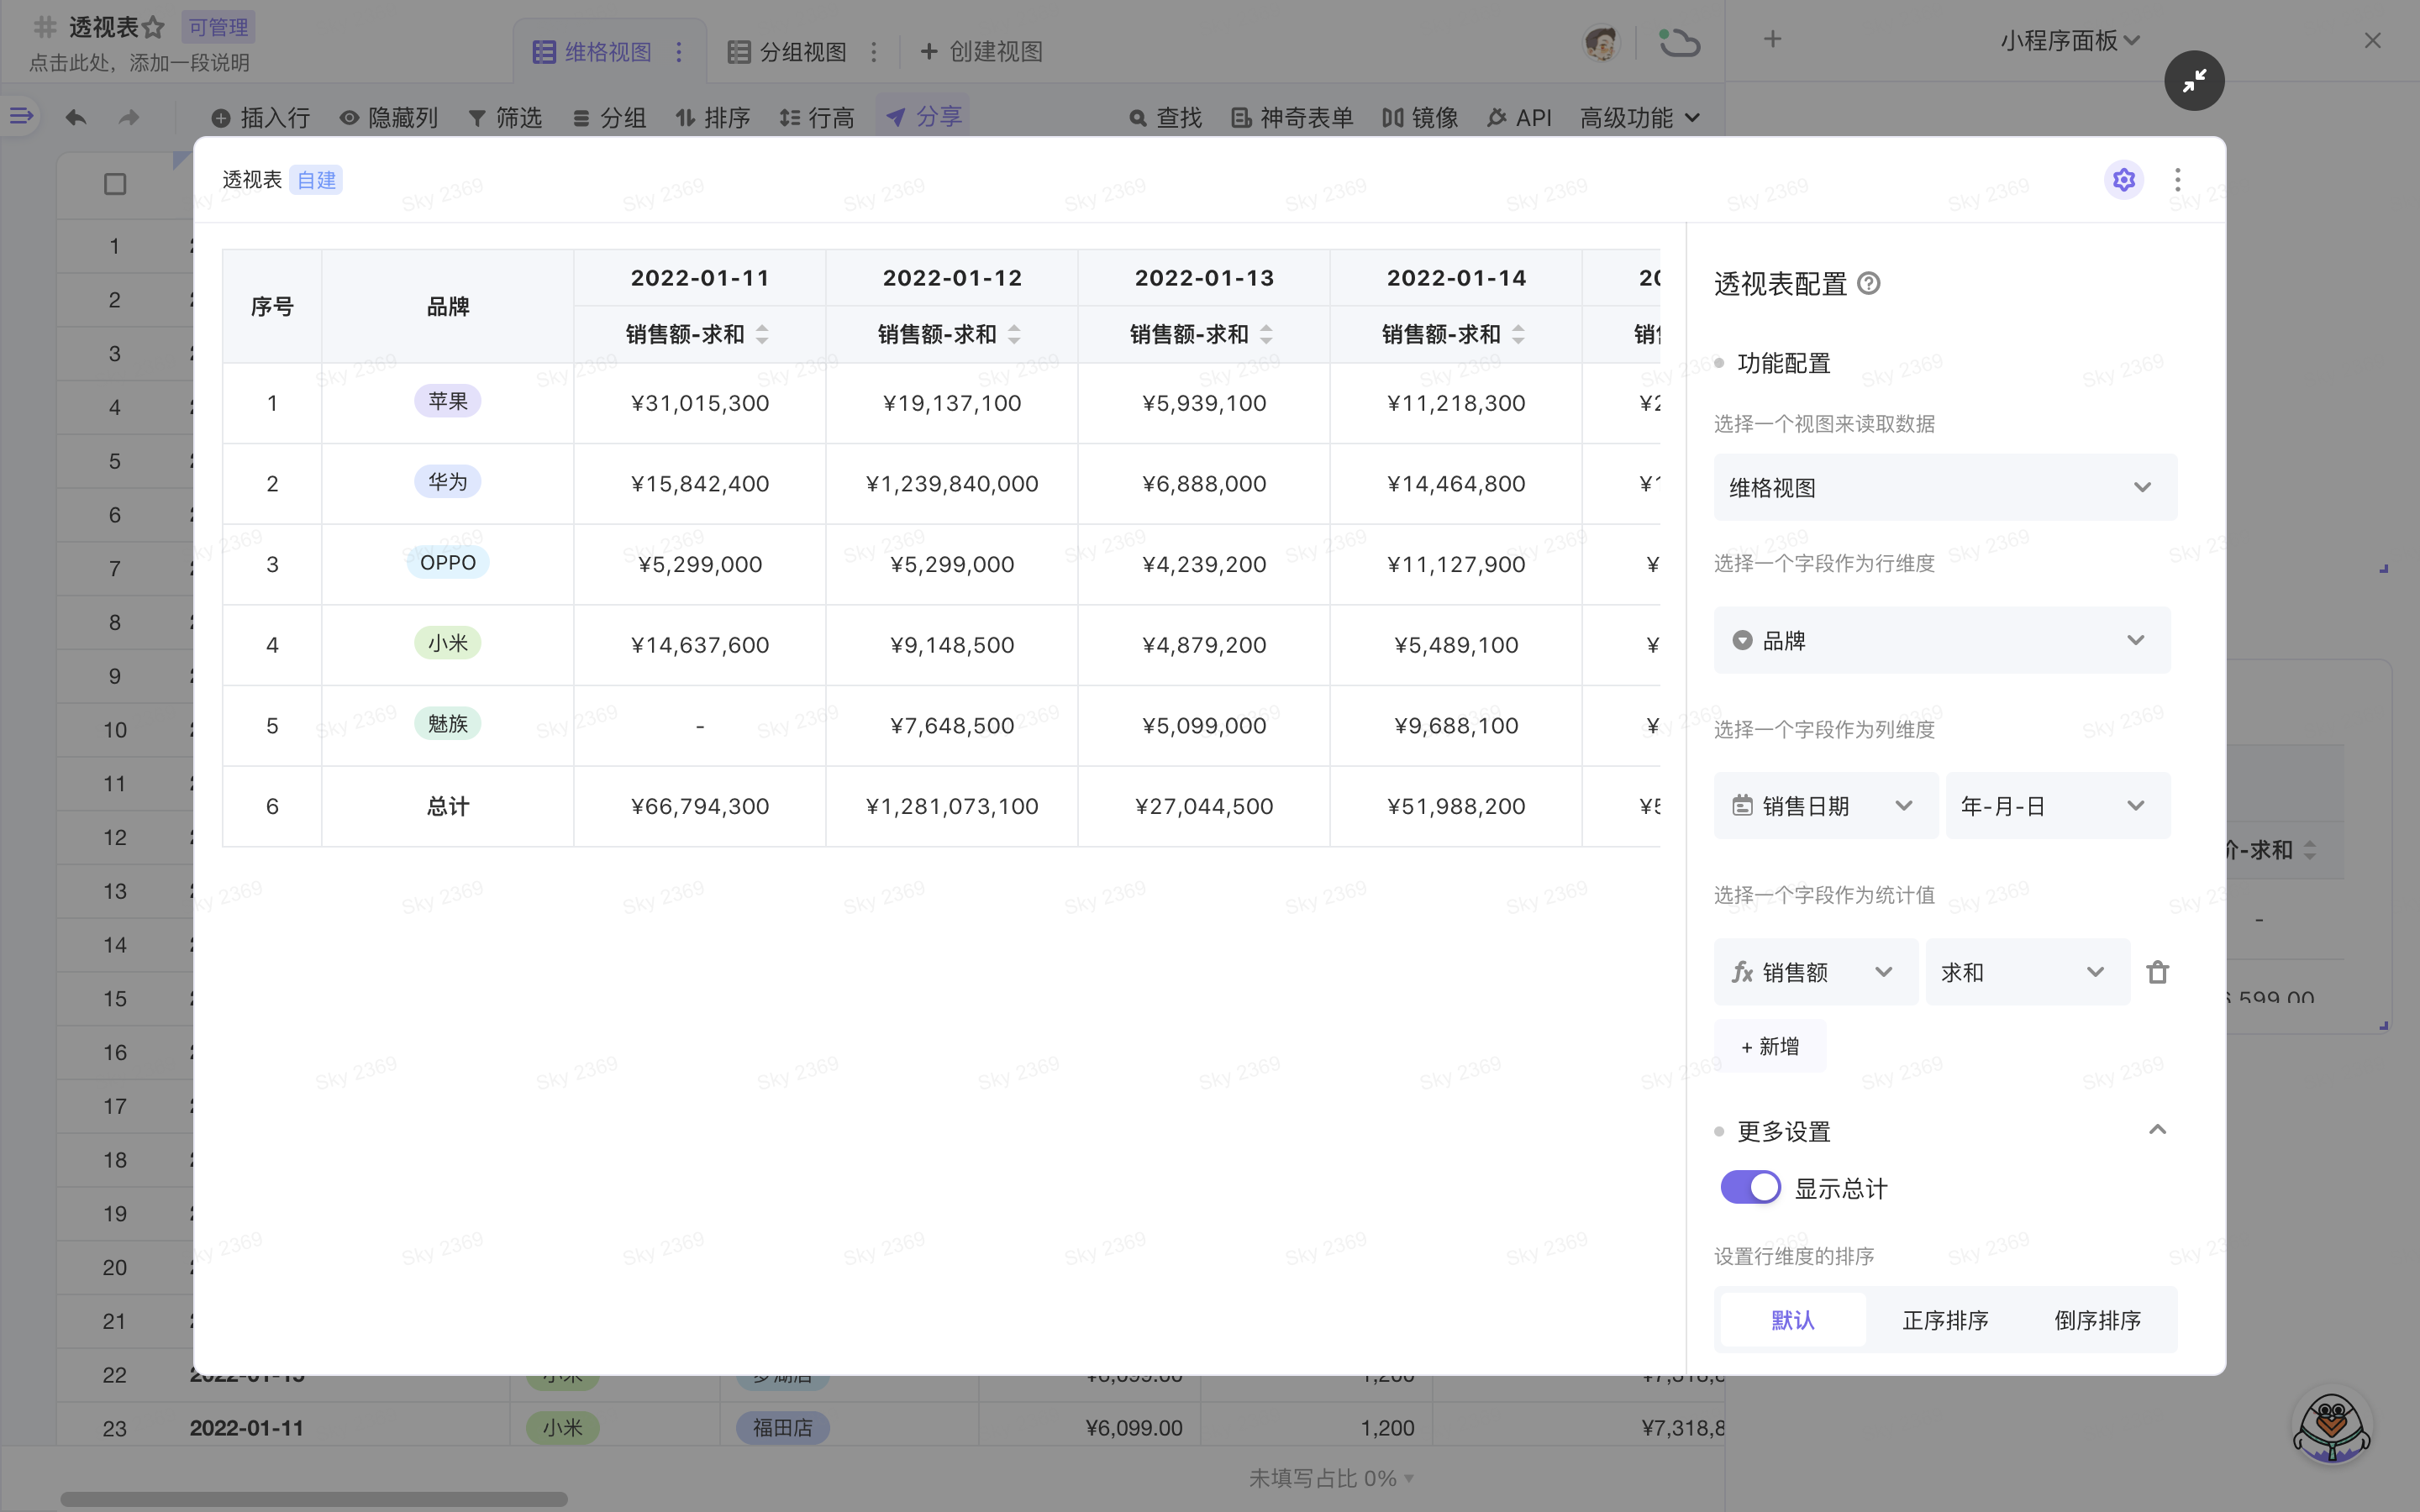 透视表
可管理
点击此处，添加一段说明
维格视图
分组视图
+ 创建视图
小程序面板
插入行
隐藏列
筛选
分组
排序
行高
分享
查找
神奇表单
镜像
API
高级功能
透视表 自建
序号 品牌 2022-01-11 2022-01-12 2022-01-13 2022-01-14
销售额-求和 销售额-求和 销售额-求和 销售额-求和
1 苹果 ¥31,015,300 ¥19,137,100 ¥5,939,100 ¥11,218,300
2 华为 ¥15,842,400 ¥1,239,840,000 ¥6,888,000 ¥14,464,800
3 OPPO ¥5,299,000 ¥5,299,000 ¥4,239,200 ¥11,127,900
4 小米 ¥14,637,600 ¥9,148,500 ¥4,879,200 ¥5,489,100
5 魅族 - ¥7,648,500 ¥5,099,000 ¥9,688,100
6 总计 ¥66,794,300 ¥1,281,073,100 ¥27,044,500 ¥51,988,200
透视表配置
功能配置
选择一个视图来读取数据
维格视图
选择一个字段作为行维度
品牌
选择一个字段作为列维度
销售日期 年-月-日
选择一个字段作为统计值
fx 销售额 求和
+ 新增
更多设置
显示总计
设置行维度的排序
默认 正序排序 倒序排序
Sky 2369
-求和
-
1
2
3
4
5
6
7
8
9
10
11
12
13
14
15
16
17
18
19
20
21
22
23 2022-01-11 小米 福田店 ¥6,099.00 1,200 ¥7,318,8
未填写占比 0%